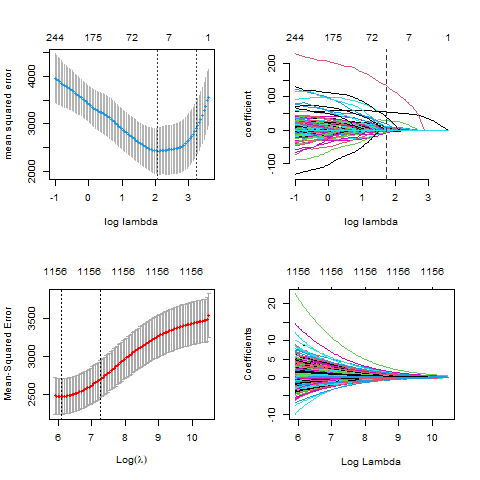 244 175 72 7 1
mean squared error
2000 3000 4000
-1 0 1 2 3
log lambda
244 175 72 7 1
coefficient
-100 0 100 200
-1 0 1 2 3
log lambda
1156 1156 1156 1156 1156
Mean-Squared Error
2500 3000 3500
6 7 8 9 10
Log(λ)
1156 1156 1156 1156 1156
Coefficients
-10 -5 0 5 10 20
6 7 8 9 10
Log Lambda